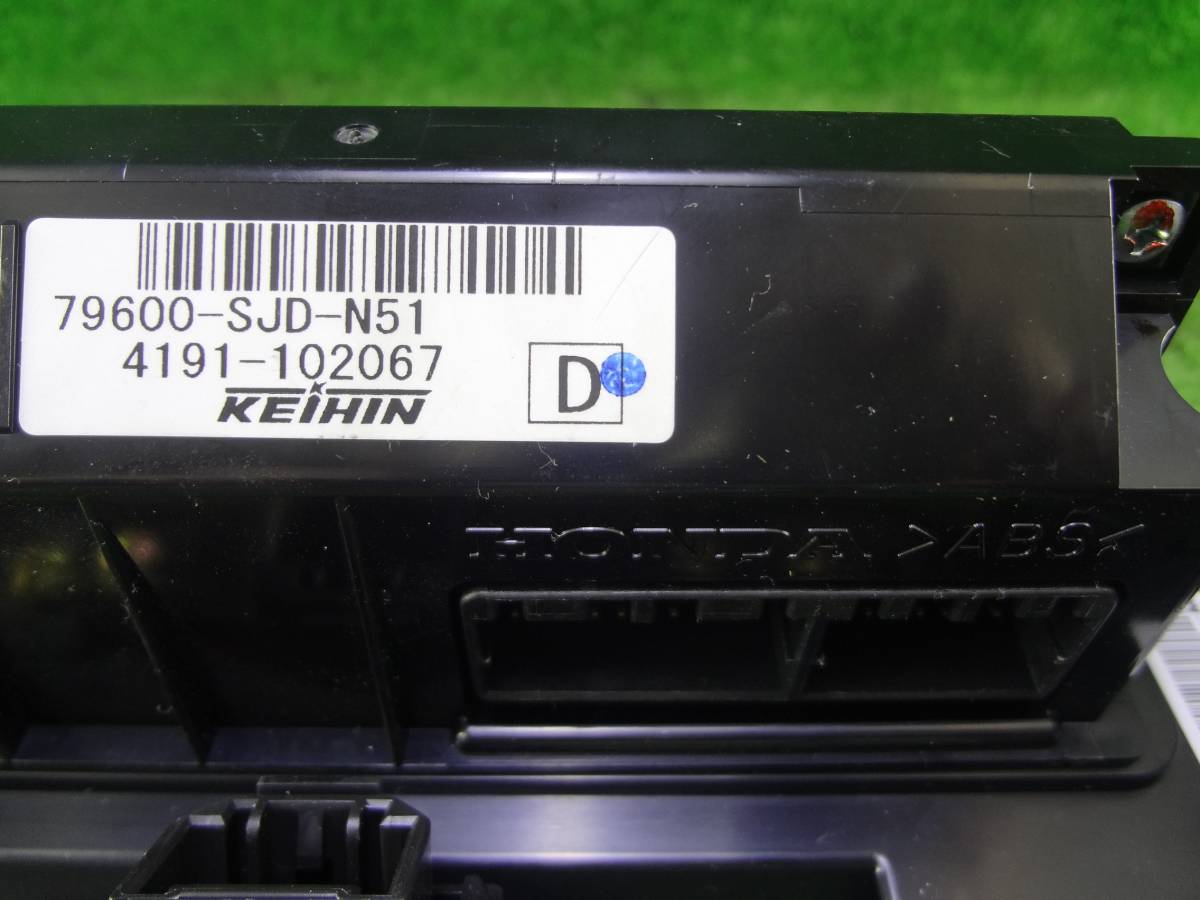 79600-SJD-N51
4191-102067
KEIHIN
D
HONDA >ABS<